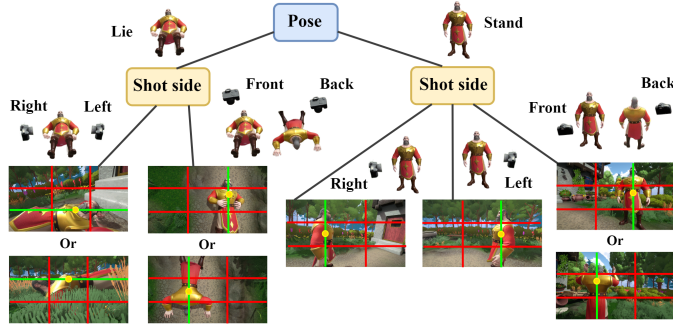 Pose
Lie
Stand
Shot side
Shot side
Right
Left
Front
Back
Front
Back
Right
Left
Or
Or
Or